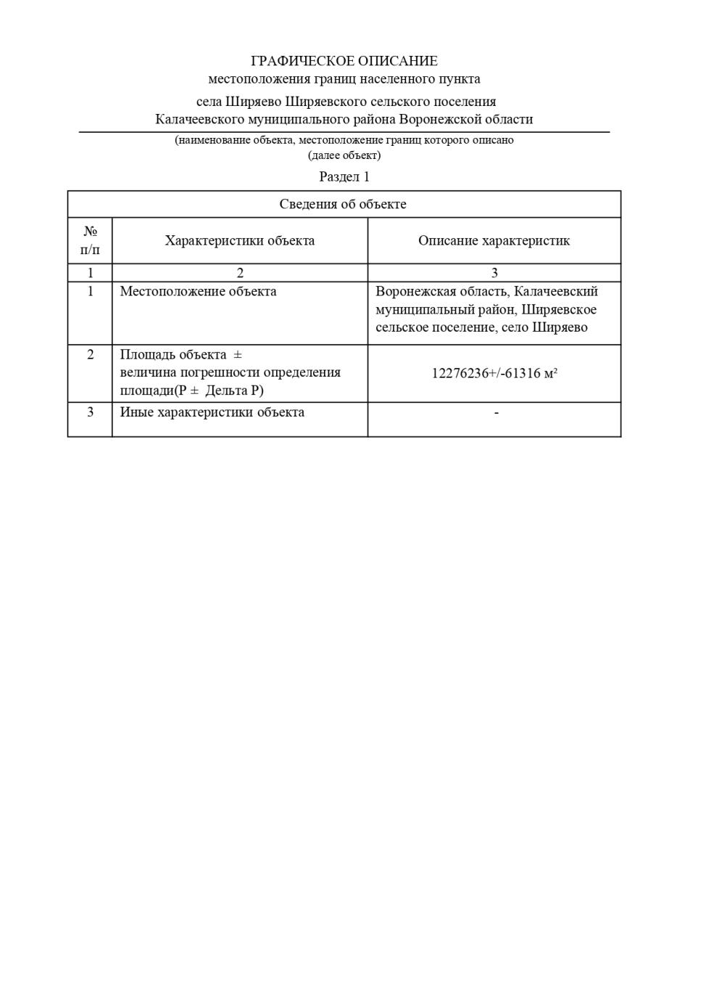 ГРАФИЧЕСКОЕ ОПИСАНИЕ
местоположения границ населенного пункта
села Ширяево Ширяевского сельского поселения
Калачеевского муниципального района Воронежской области
(наименование объекта, местоположение границ которого описано
(далее объект)
Раздел 1
Сведения об объекте
№
п/п
Характеристики объекта
Описание характеристик
1
2
3
1
Местоположение объекта
Воронежская область, Калачеевский
муниципальный район, Ширяевское
сельское поселение, село Ширяево
2
Площадь объекта ±
величина погрешности определения
площади(P ± Дельта P)
12276236+/-61316 м²
3
Иные характеристики объекта
-